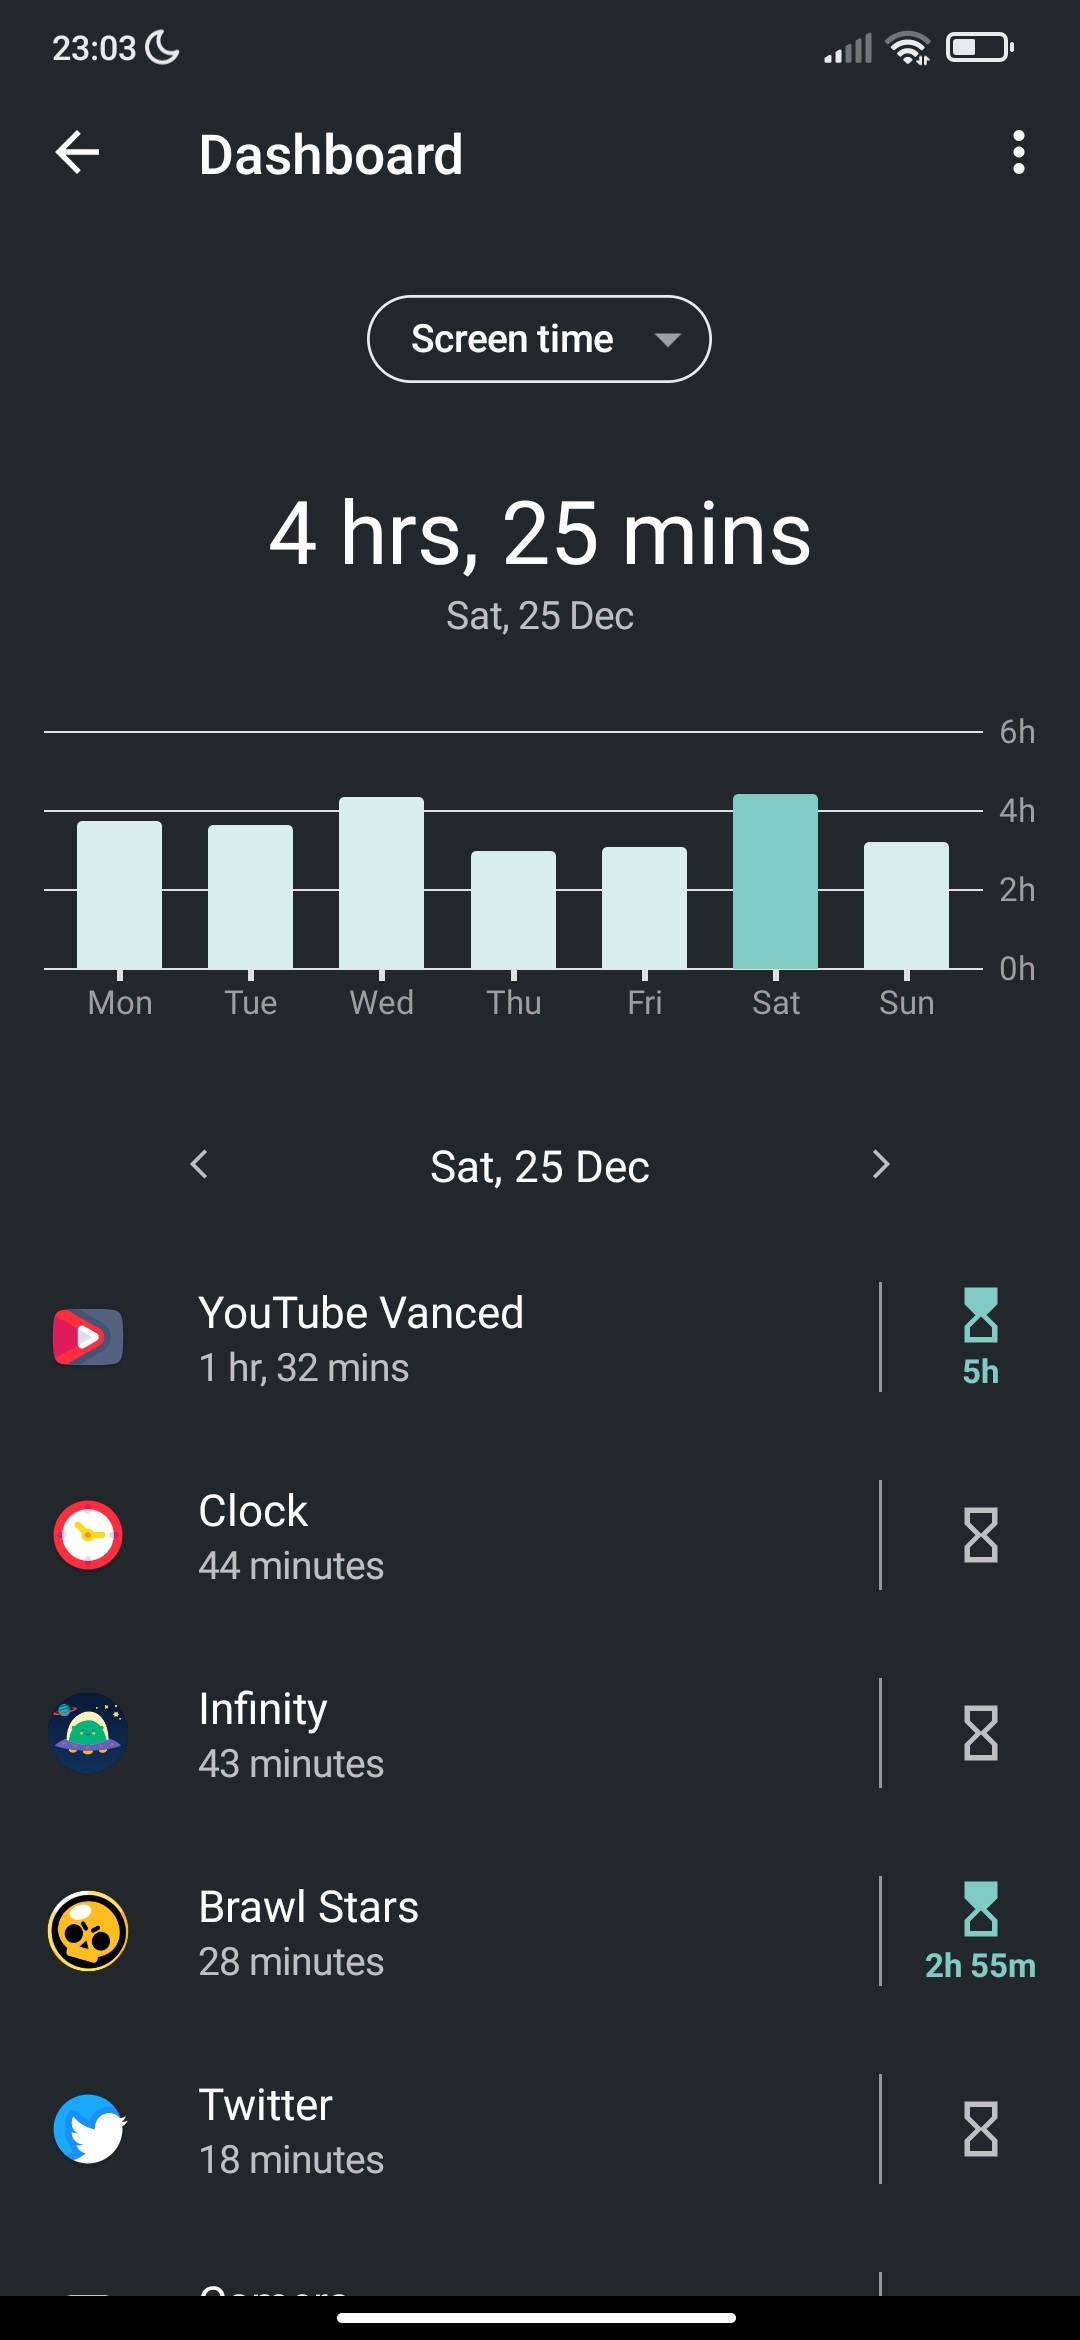 23:03
Dashboard
Screen time
4 hrs, 25 mins
Sat, 25 Dec
6h
4h
2h
0h
Mon Tue Wed Thu Fri Sat Sun
Sat, 25 Dec
YouTube Vanced
1 hr, 32 mins
5h
Clock
44 minutes
Infinity
43 minutes
Brawl Stars
28 minutes
2h 55m
Twitter
18 minutes